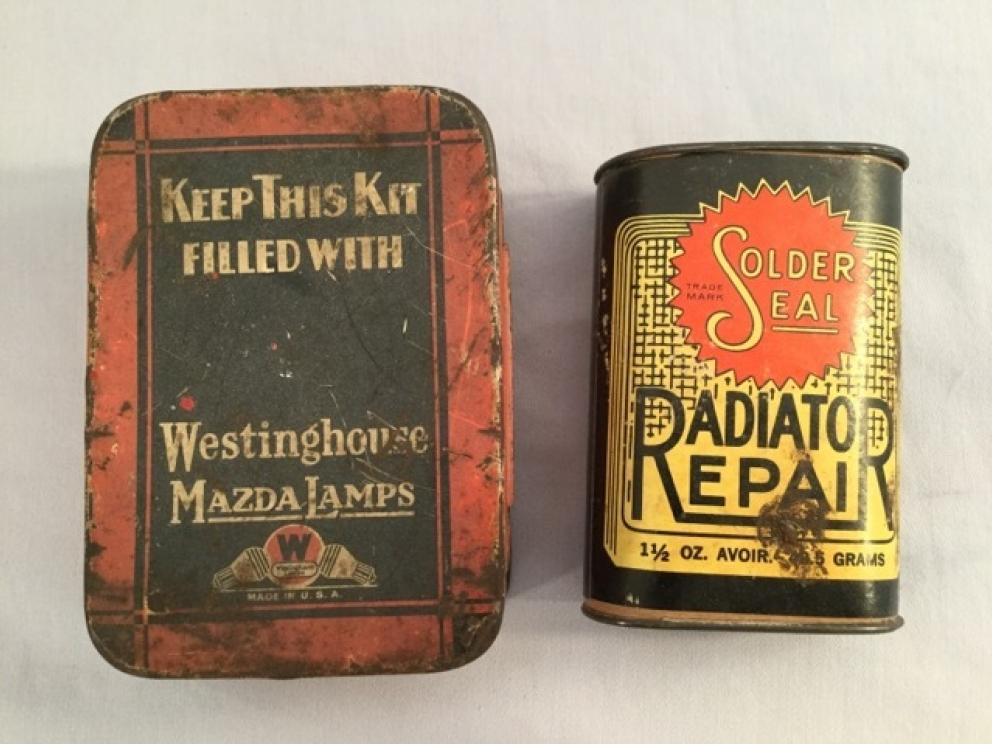 KEEP THIS KIT
FILLED WITH
Westinghouse
MAZDA LAMPS
W
MADE IN U.S.A.
SOLDER
SEAL
TRADE
MARK
RADIATOR
REPAIR
1½ OZ. AVOIR. GRAMS